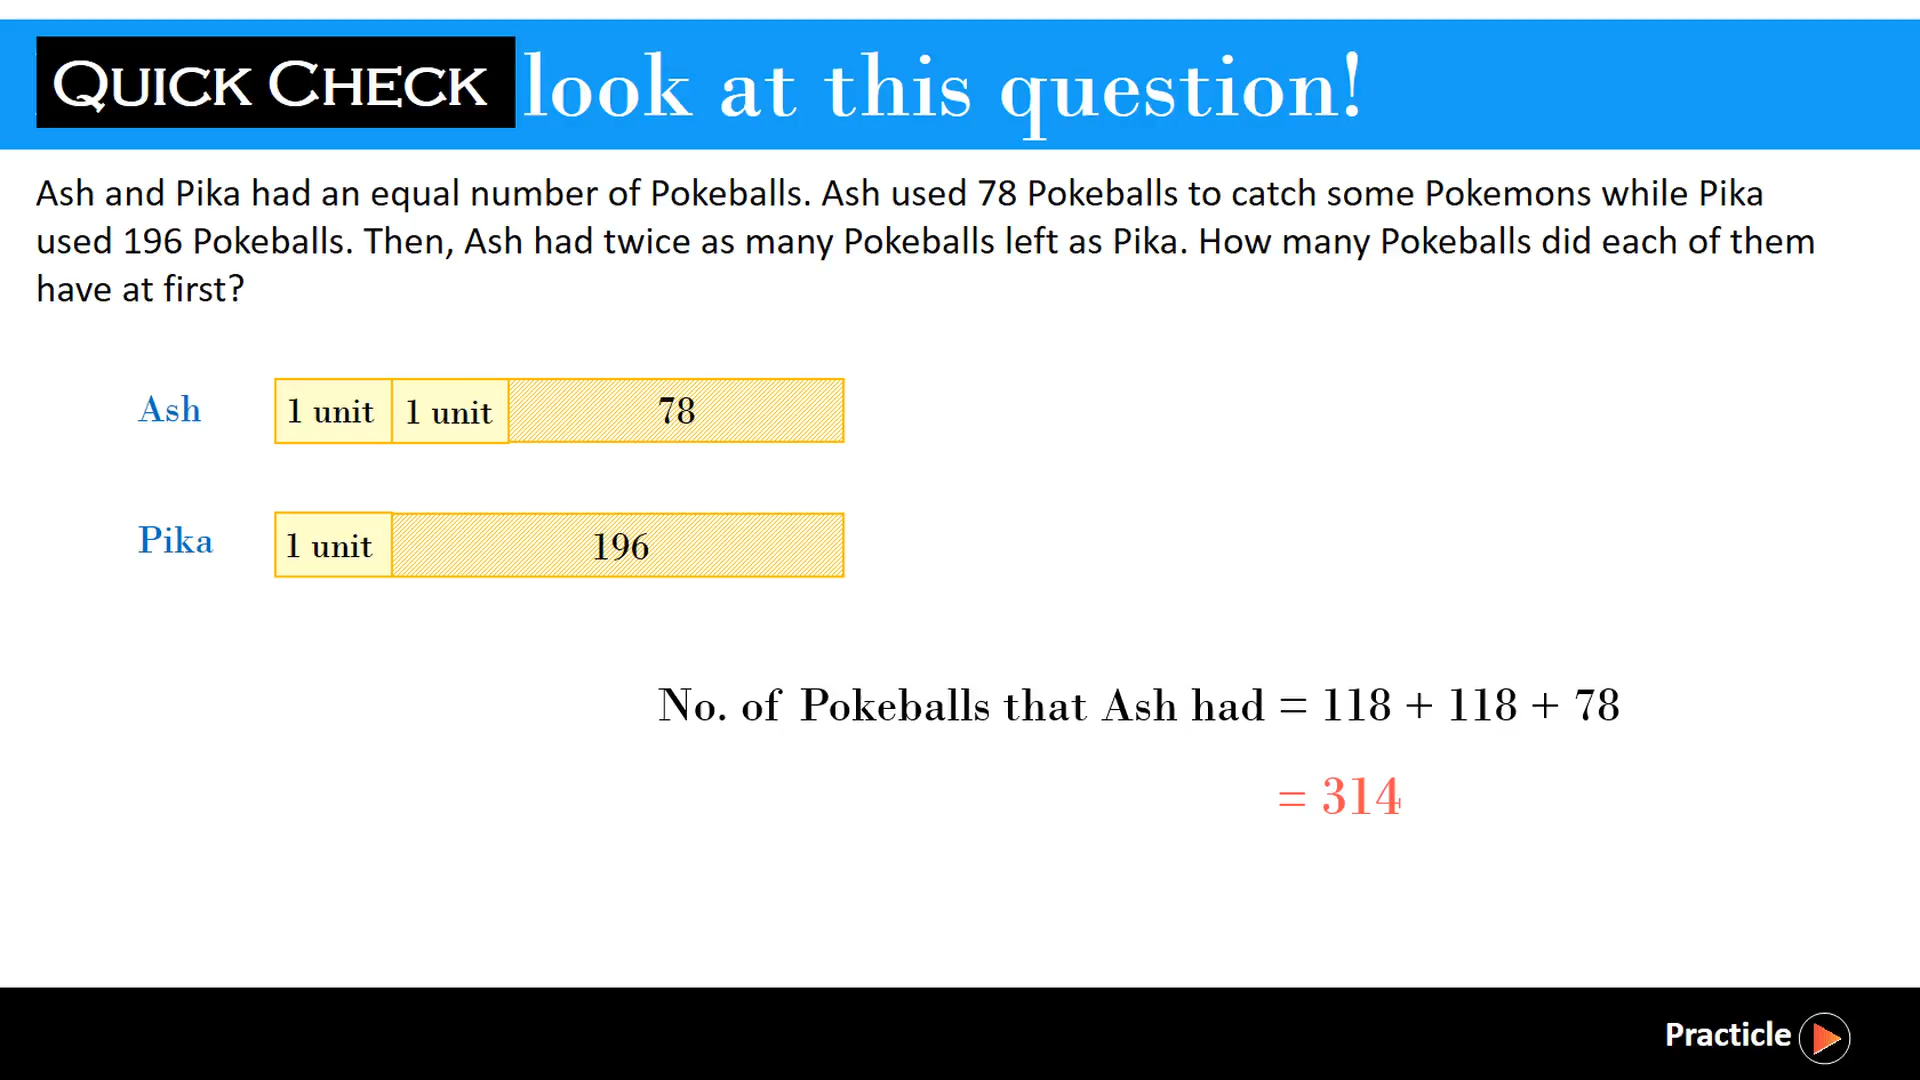 QUICK CHECK look at this question!
Ash and Pika had an equal number of Pokeballs. Ash used 78 Pokeballs to catch some Pokemons while Pika
used 196 Pokeballs. Then, Ash had twice as many Pokeballs left as Pika. How many Pokeballs did each of them
have at first?
Ash 1 unit 1 unit 78
Pika 1 unit 196
No. of Pokeballs that Ash had = 118 + 118 + 78
= 314
Practicle